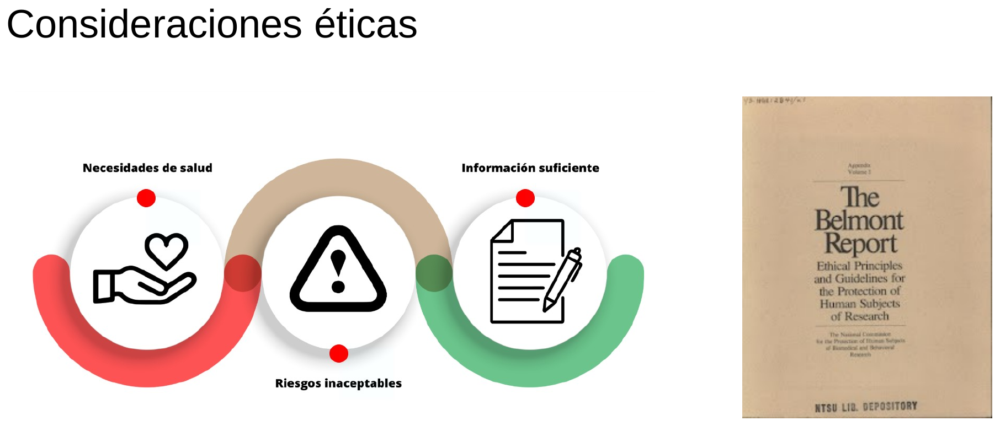 Consideraciones éticas
Necesidades de salud
Información suficiente
Riesgos inaceptables
Appendix
Volume I
The
Belmont
Report
Ethical Principles
and Guidelines for
the Protection of
Human Subjects
of Research
The National Commission
for the Protection of Human Subjects
of Biomedical and Behavioral
Research
NTSU LIB. DEPOSITORY